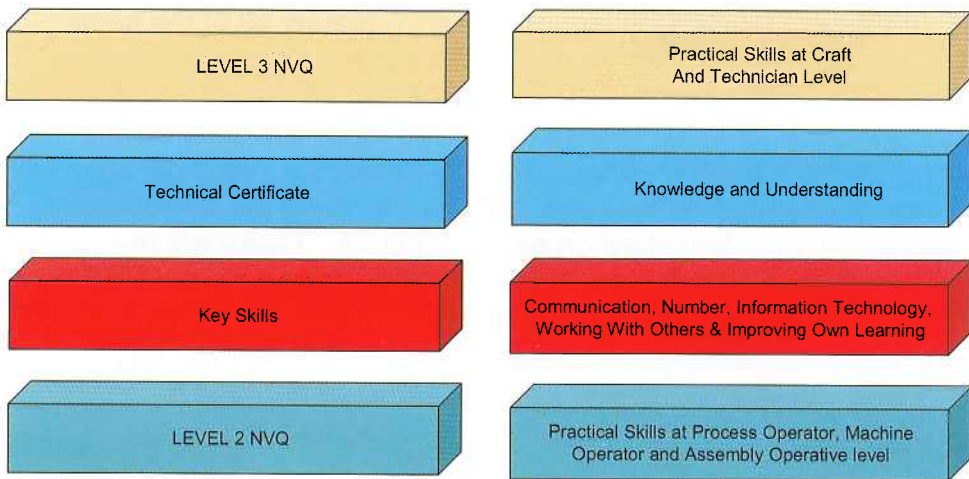 LEVEL 3 NVQ
Practical Skills at Craft
And Technician Level
Technical Certificate
Knowledge and Understanding
Key Skills
Communication, Number, Information Technology,
Working With Others & Improving Own Learning
LEVEL 2 NVQ
Practical Skills at Process Operator, Machine
Operator and Assembly Operative level